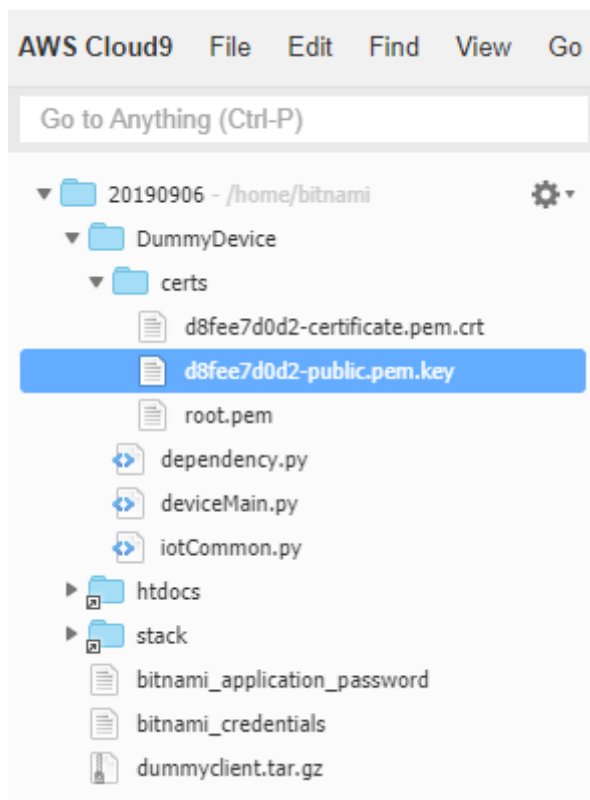 AWS Cloud9 File Edit Find View Go
Go to Anything (Ctrl-P)
20190906 - /home/bitnami
DummyDevice
certs
d8fee7d0d2-certificate.pem.crt
d8fee7d0d2-public.pem.key
root.pem
dependency.py
deviceMain.py
iotCommon.py
htdocs
stack
bitnami_application_password
bitnami_credentials
dummyclient.tar.gz